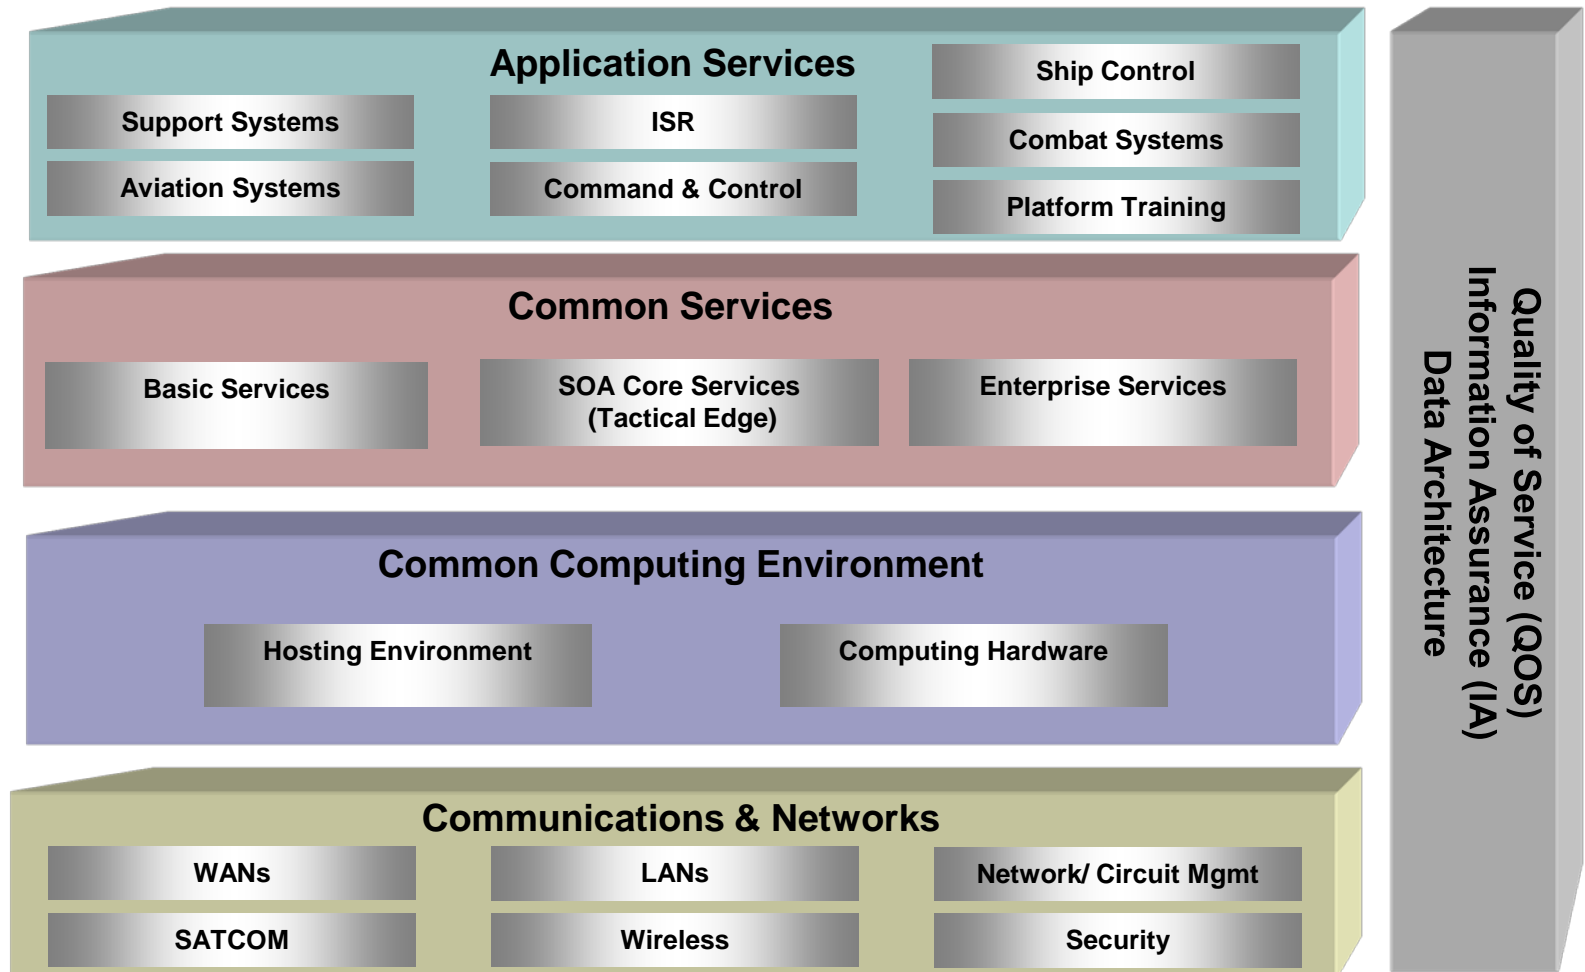 Application Services
Support Systems
Aviation Systems
ISR
Command & Control
Ship Control
Combat Systems
Platform Training
Common Services
Basic Services
SOA Core Services
(Tactical Edge)
Enterprise Services
Common Computing Environment
Hosting Environment
Computing Hardware
Communications & Networks
WANs
LANs
Network/ Circuit Mgmt
SATCOM
Wireless
Security
Quality of Service (QOS)
Information Assurance (IA)
Data Architecture